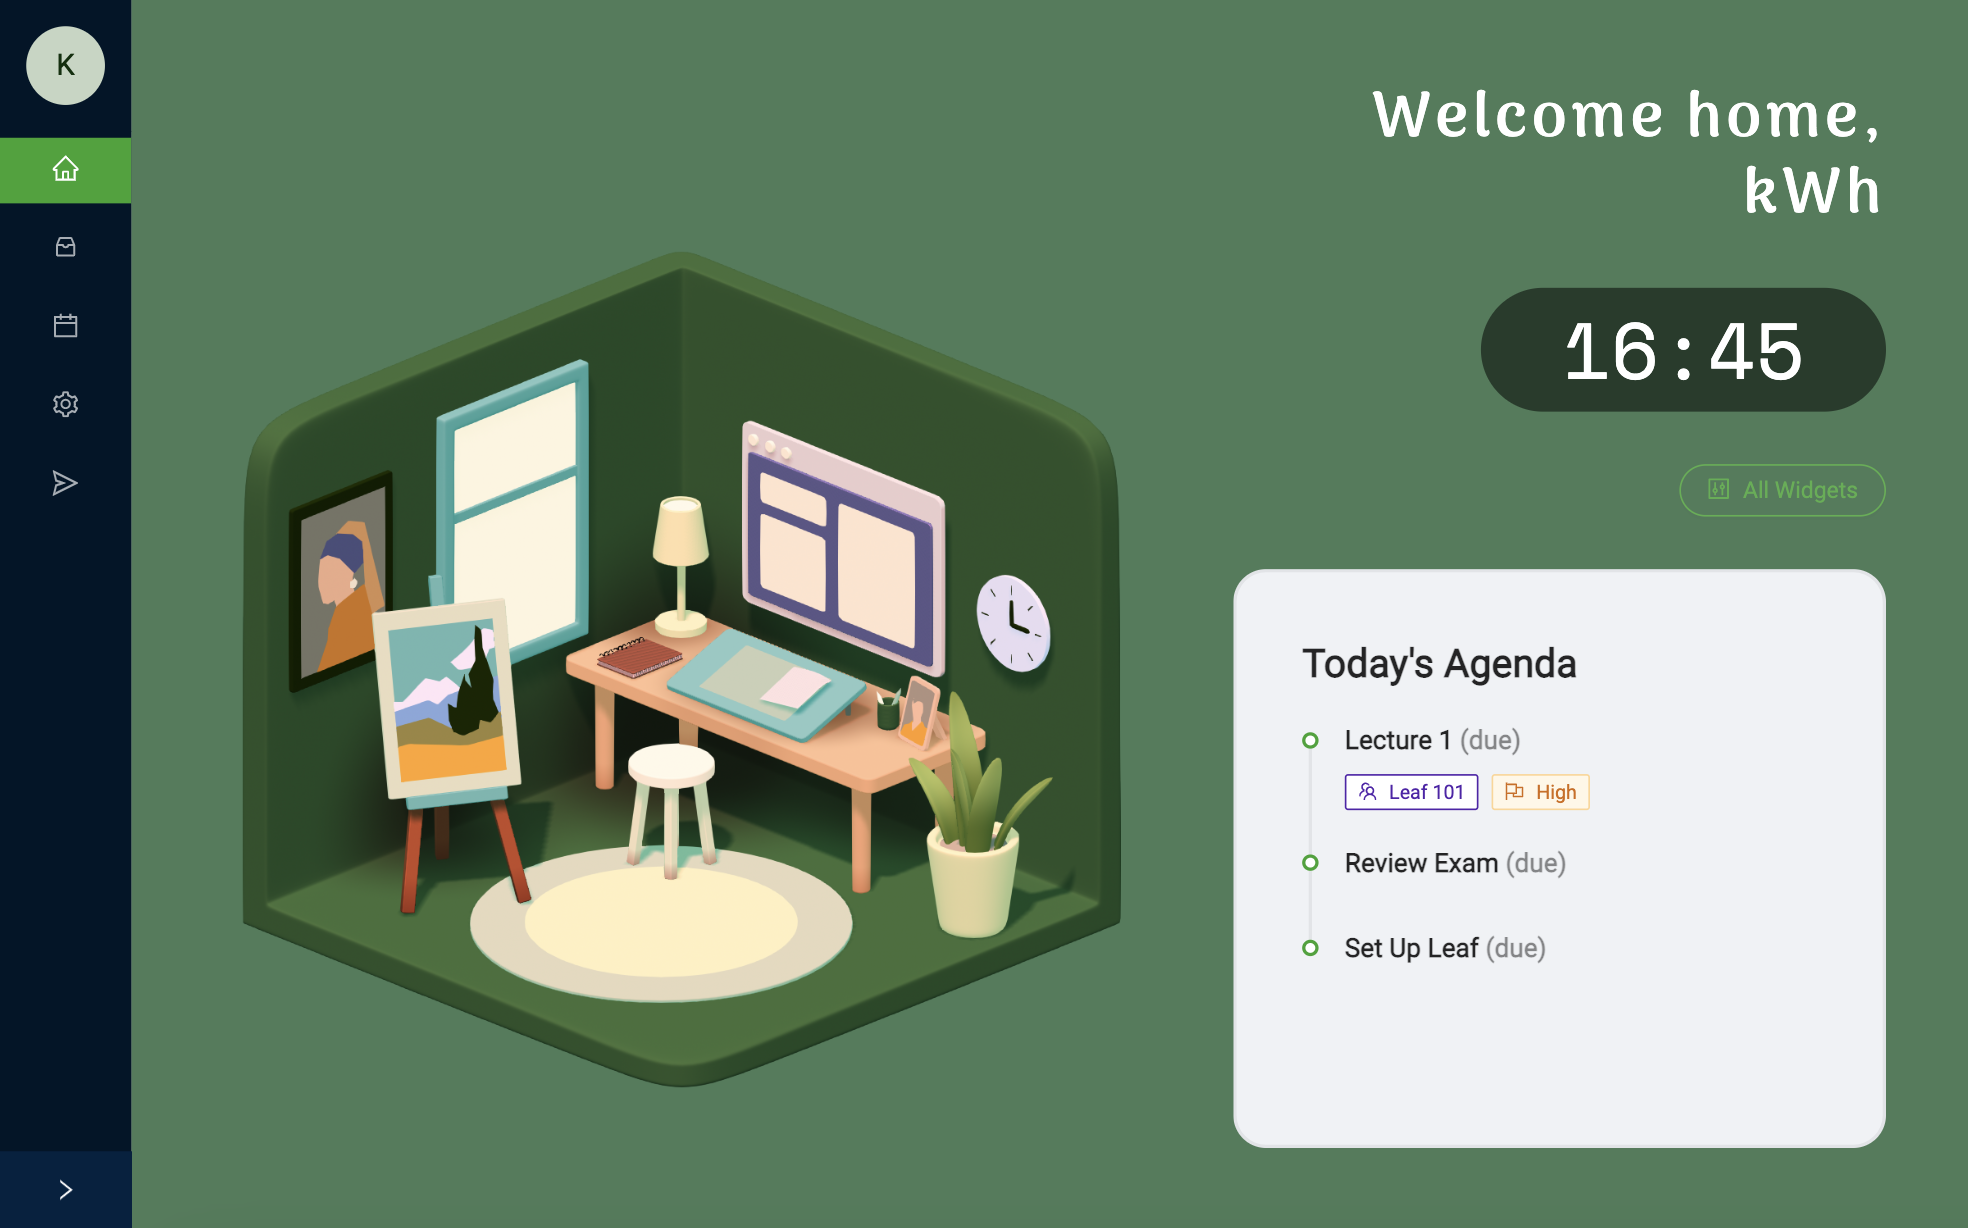 K
Welcome home,
kWh
16:45
All Widgets
Today's Agenda
Lecture 1 (due)
Leaf 101 High
Review Exam (due)
Set Up Leaf (due)